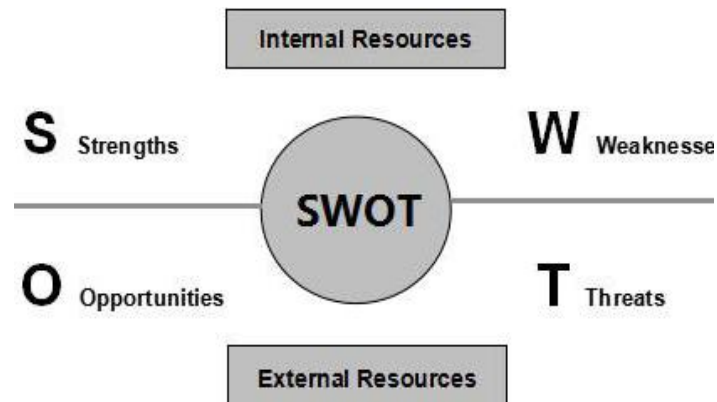 Internal Resources
S Strengths
W Weaknesse
SWOT
O Opportunities
T Threats
External Resources